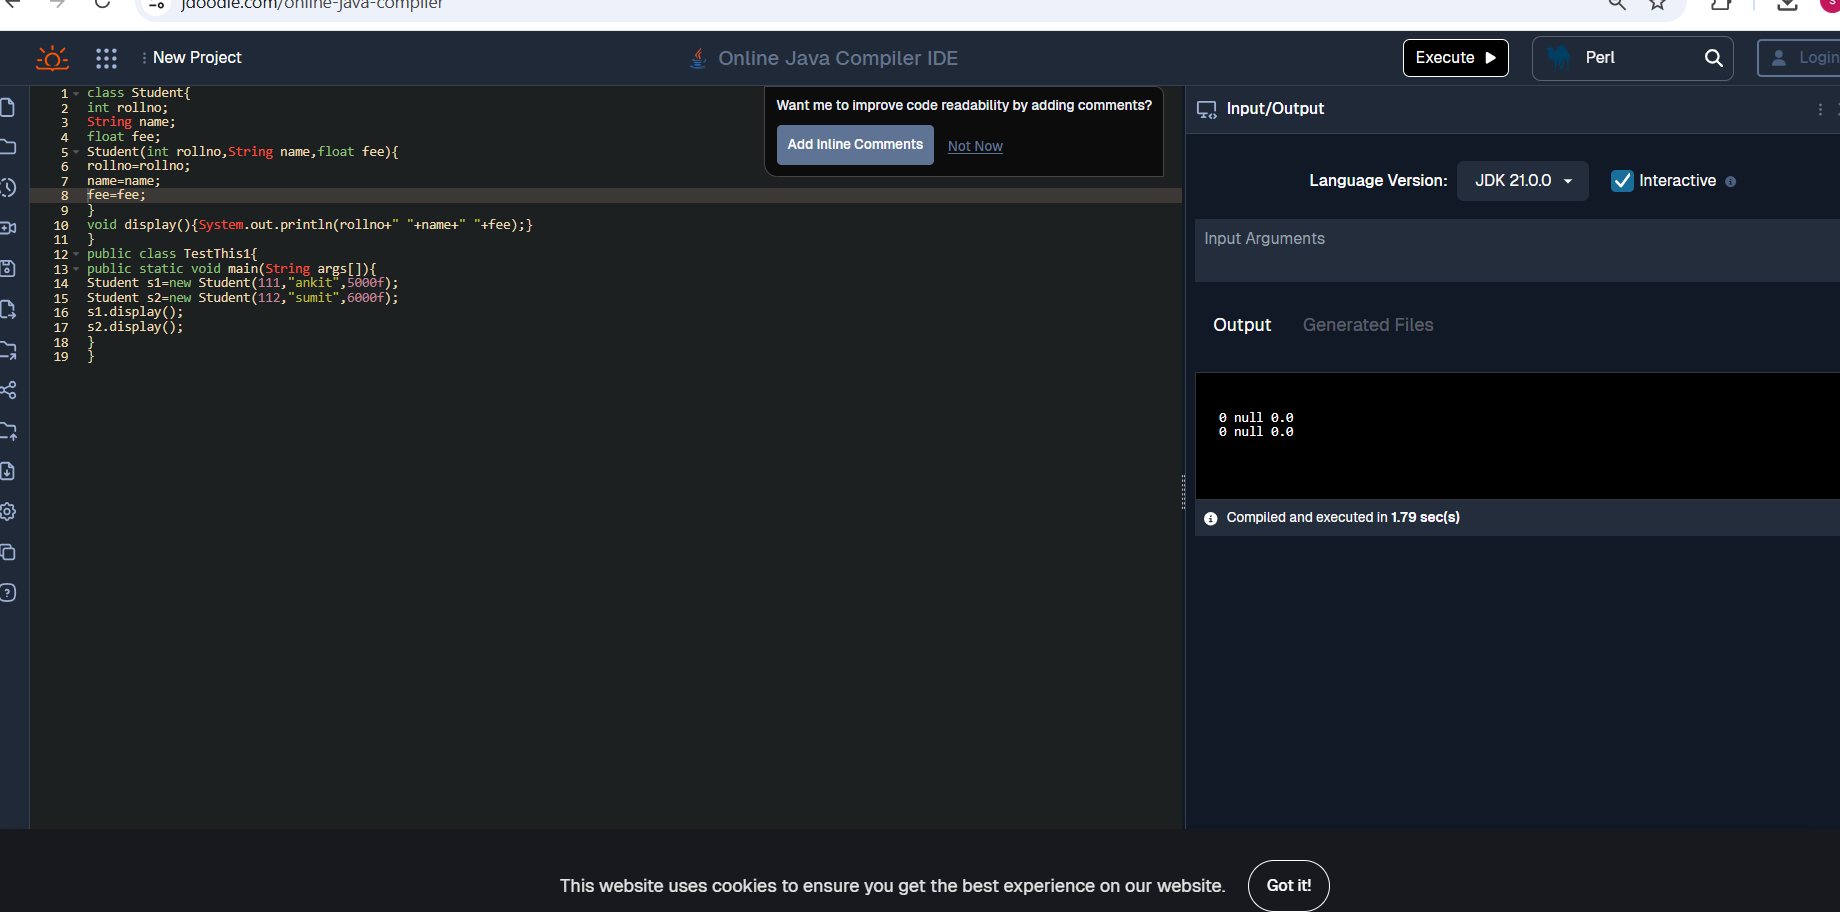 jdoodle.com/online-java-compiler
New Project
Online Java Compiler IDE
Execute
Perl
Login
1 class Student{
2 int rollno;
3 String name;
4 float fee;
5 Student(int rollno,String name,float fee){
6 rollno=rollno;
7 name=name;
8 fee=fee;
9 }
10 void display(){System.out.println(rollno+" "+name+" "+fee);}
11 }
12 public class TestThis1{
13 public static void main(String args[]){
14 Student s1=new Student(111,"ankit",5000f);
15 Student s2=new Student(112,"sumit",6000f);
16 s1.display();
17 s2.display();
18 }
19 }
Want me to improve code readability by adding comments?
Add Inline Comments Not Now
Input/Output
Language Version: JDK 21.0.0 Interactive
Input Arguments
Output Generated Files
0 null 0.0
0 null 0.0
Compiled and executed in 1.79 sec(s)
This website uses cookies to ensure you get the best experience on our website. Got it!